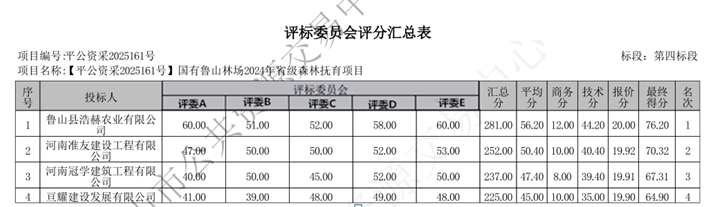 评标委员会评分汇总表
项目编号:平公资采2025161号 标段：第四标段
项目名称:【平公资采2025161号】国有鲁山林场2024年省级森林抚育项目
序号 投标人 评标委员会 汇总分 平均分 商务分 技术分 报价分 最终得分 名次
评委A 评委B 评委C 评委D 评委E
1 鲁山县浩赫农业有限公司 60.00 51.00 52.00 58.00 60.00 281.00 56.20 12.00 44.20 20.00 76.20 1
2 河南准友建设工程有限公司 47.00 50.00 50.00 52.00 53.00 252.00 50.40 10.00 40.40 19.92 70.32 2
3 河南冠学建筑工程有限公司 40.00 50.00 45.00 52.00 50.00 237.00 47.40 8.00 39.40 19.91 67.31 3
4 亘耀建设发展有限公司 41.00 39.00 48.00 49.00 48.00 225.00 45.00 10.00 35.00 19.90 64.90 4